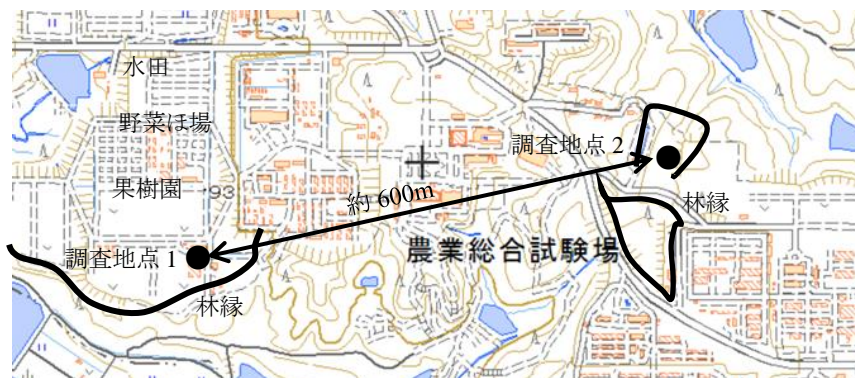 水田
野菜ほ場
調査地点 2
果樹園
93
約 600m
林縁
農業総合試験場
調査地点 1
林縁